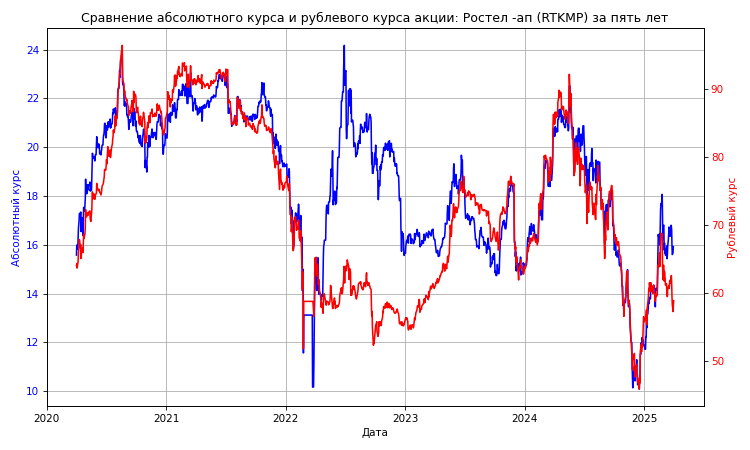 Сравнение абсолютного курса и рублевого курса акции: Ростел -ап (RTKMP) за пять лет
24
22
20
18
16
14
12
10
Абсолютный курс
90
80
70
60
50
Рублевый курс
2020 2021 2022 2023 2024 2025
Дата